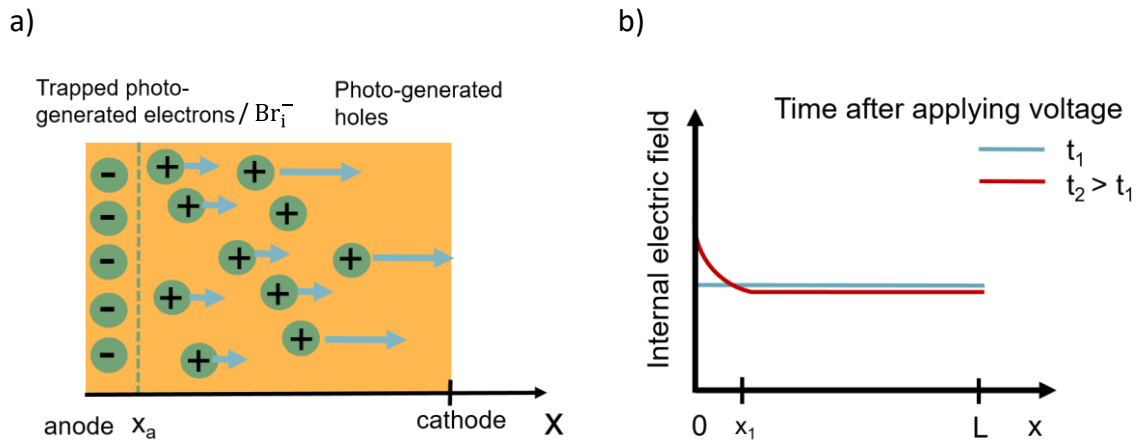 a)
Trapped photo-
generated electrons / Br_i^-
Photo-generated
holes
- + +
- +
- + +
- + +
- + +
anode x_a cathode X
b)
Time after applying voltage
t_1
t_2 > t_1
Internal electric field
0 x_1 L x